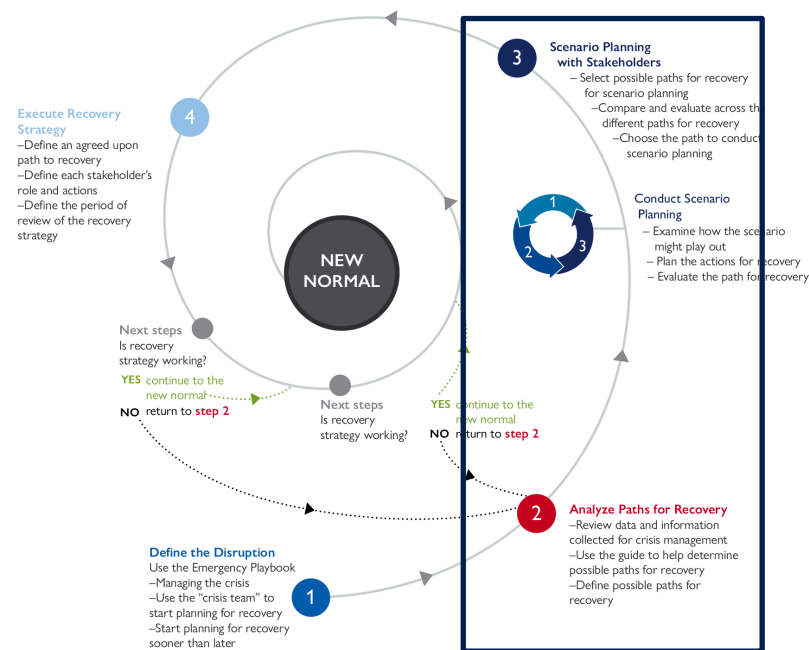 3
Scenario Planning
with Stakeholders
– Select possible paths for recovery
for scenario planning
–Compare and evaluate across the
different paths for recovery
–Choose the path to conduct
scenario planning
4
Execute Recovery
Strategy
–Define an agreed upon
path to recovery
–Define each stakeholder's
role and actions
–Define the period of
review of the recovery
strategy
1
2
3
Conduct Scenario
Planning
– Examine how the scenario
might play out
– Plan the actions for recovery
– Evaluate the path for recovery
NEW
NORMAL
Next steps
Is recovery
strategy working?
YES continue to the
new normal
NO return to step 2
Next steps
Is recovery
strategy working?
YES continue to the
new normal
NO return to step 2
2
Analyze Paths for Recovery
–Review data and information
collected for crisis management
–Use the guide to help determine
possible paths for recovery
–Define possible paths for
recovery
Define the Disruption
Use the Emergency Playbook
–Managing the crisis
–Use the “crisis team” to
start planning for recovery
–Start planning for recovery
sooner than later
1